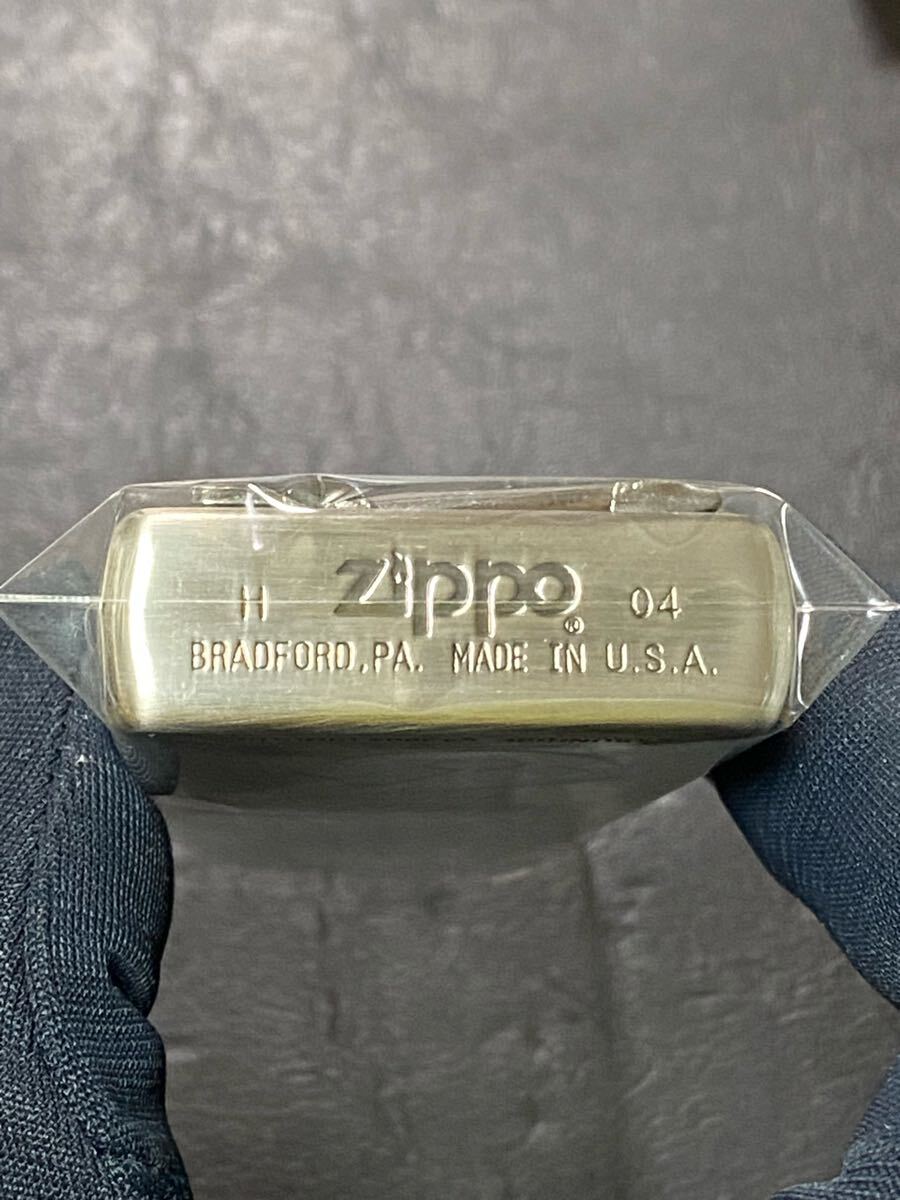 H Zippo® 04
BRADFORD, PA. MADE IN U.S.A.